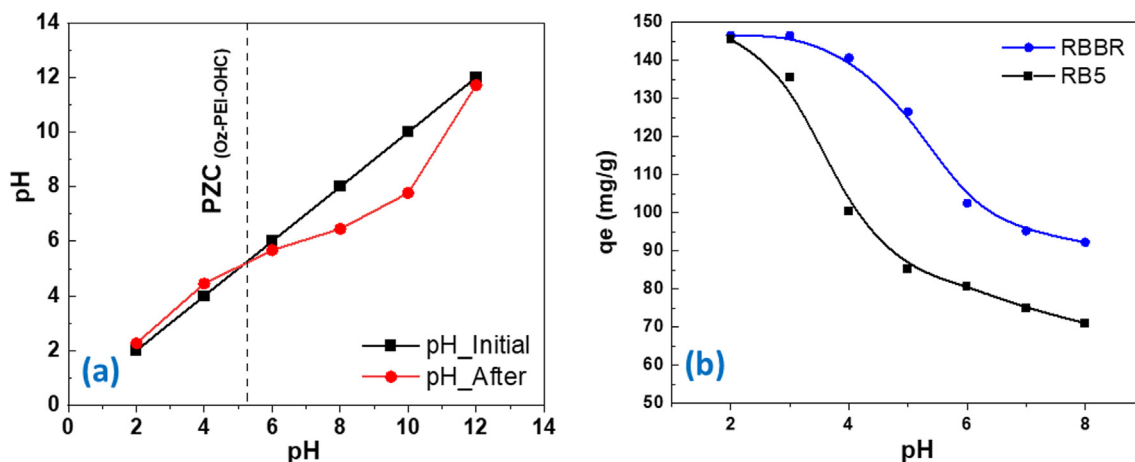 14
12
10
8
6
4
2
0
pH
PZC (Oz-PEI-OHC)
(a)
pH_Initial
pH_After
0 2 4 6 8 10 12 14
pH
150
140
130
120
110
100
90
80
70
60
50
qe (mg/g)
RBBR
RB5
(b)
2 4 6 8
pH